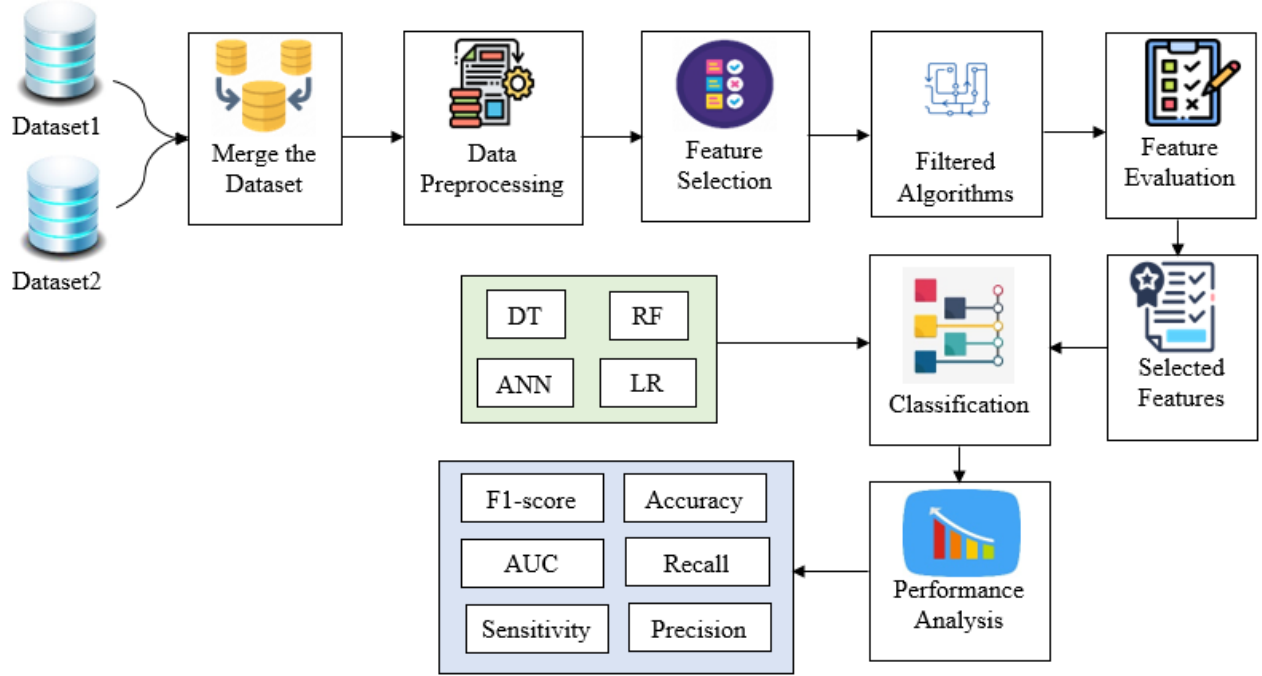 Dataset1
Dataset2
Merge the
Dataset
Data
Preprocessing
Feature
Selection
Filtered
Algorithms
Feature
Evaluation
Selected
Features
DT
RF
ANN
LR
Classification
F1-score
Accuracy
AUC
Recall
Sensitivity
Precision
Performance
Analysis